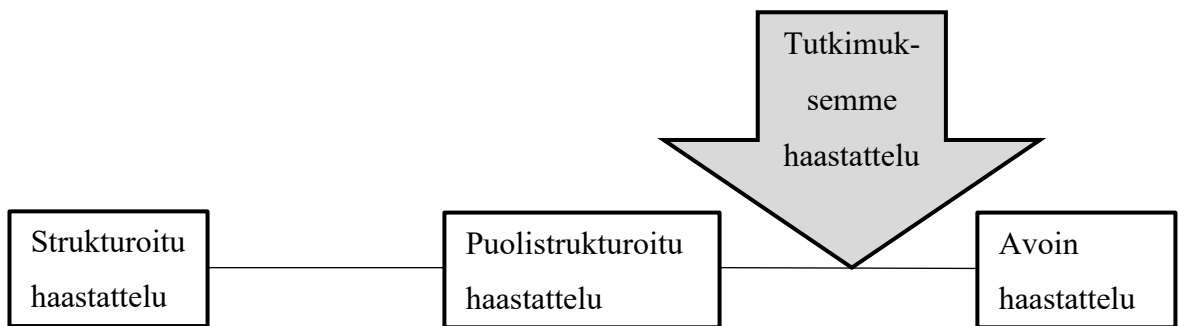 Tutkimuk-
semme
haastattelu
Strukturoitu
haastattelu
Puolistrukturoitu
haastattelu
Avoin
haastattelu